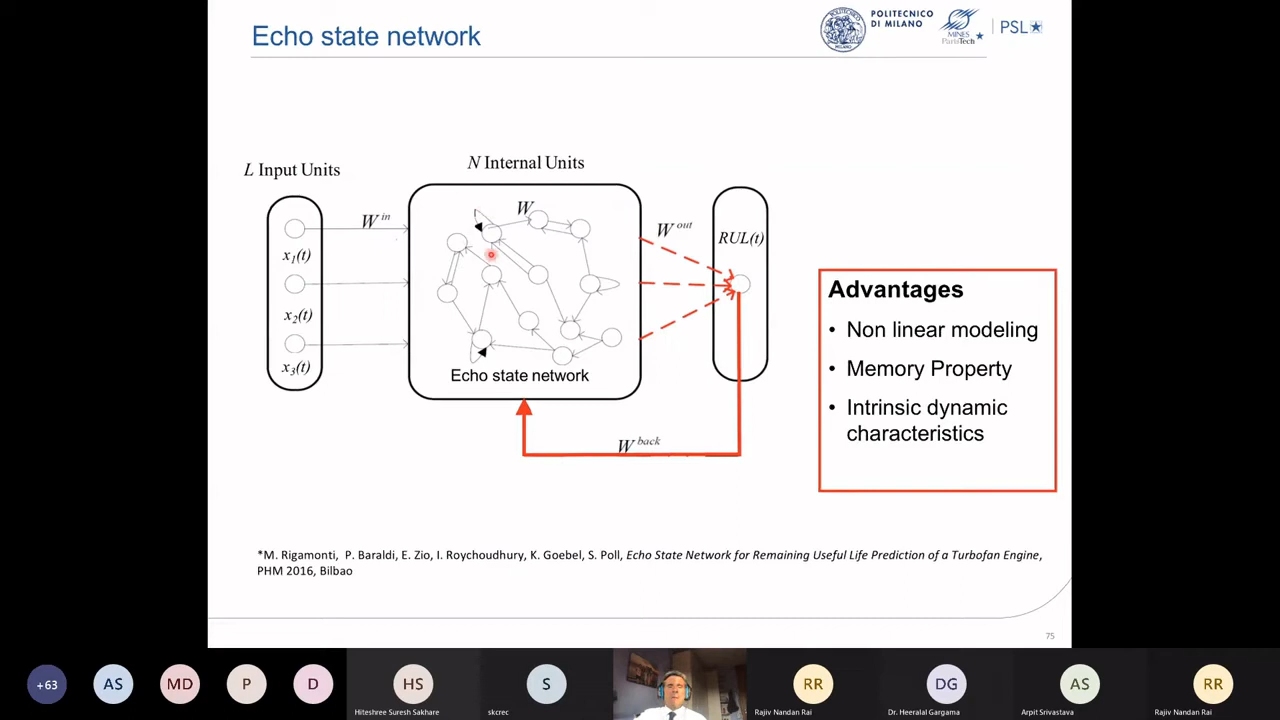 Echo state network
POLITECNICO
DI MILANO
MINES
ParisTech
PSL
L Input Units
N Internal Units
W in
W
W out
RUL(t)
x1(t)
x2(t)
x3(t)
Echo state network
W back
Advantages
• Non linear modeling
• Memory Property
• Intrinsic dynamic
characteristics
*M. Rigamonti, P. Baraldi, E. Zio, I. Roychoudhury, K. Goebel, S. Poll, Echo State Network for Remaining Useful Life Prediction of a Turbofan Engine,
PHM 2016, Bilbao
75
+63
AS
MD
P
D
HS
S
RR
DG
AS
RR
Hiteshree Suresh Sakhare
skcrec
Rajiv Nandan Rai
Dr. Heeralal Gargama
Arpit Srivastava
Rajiv Nandan Rai